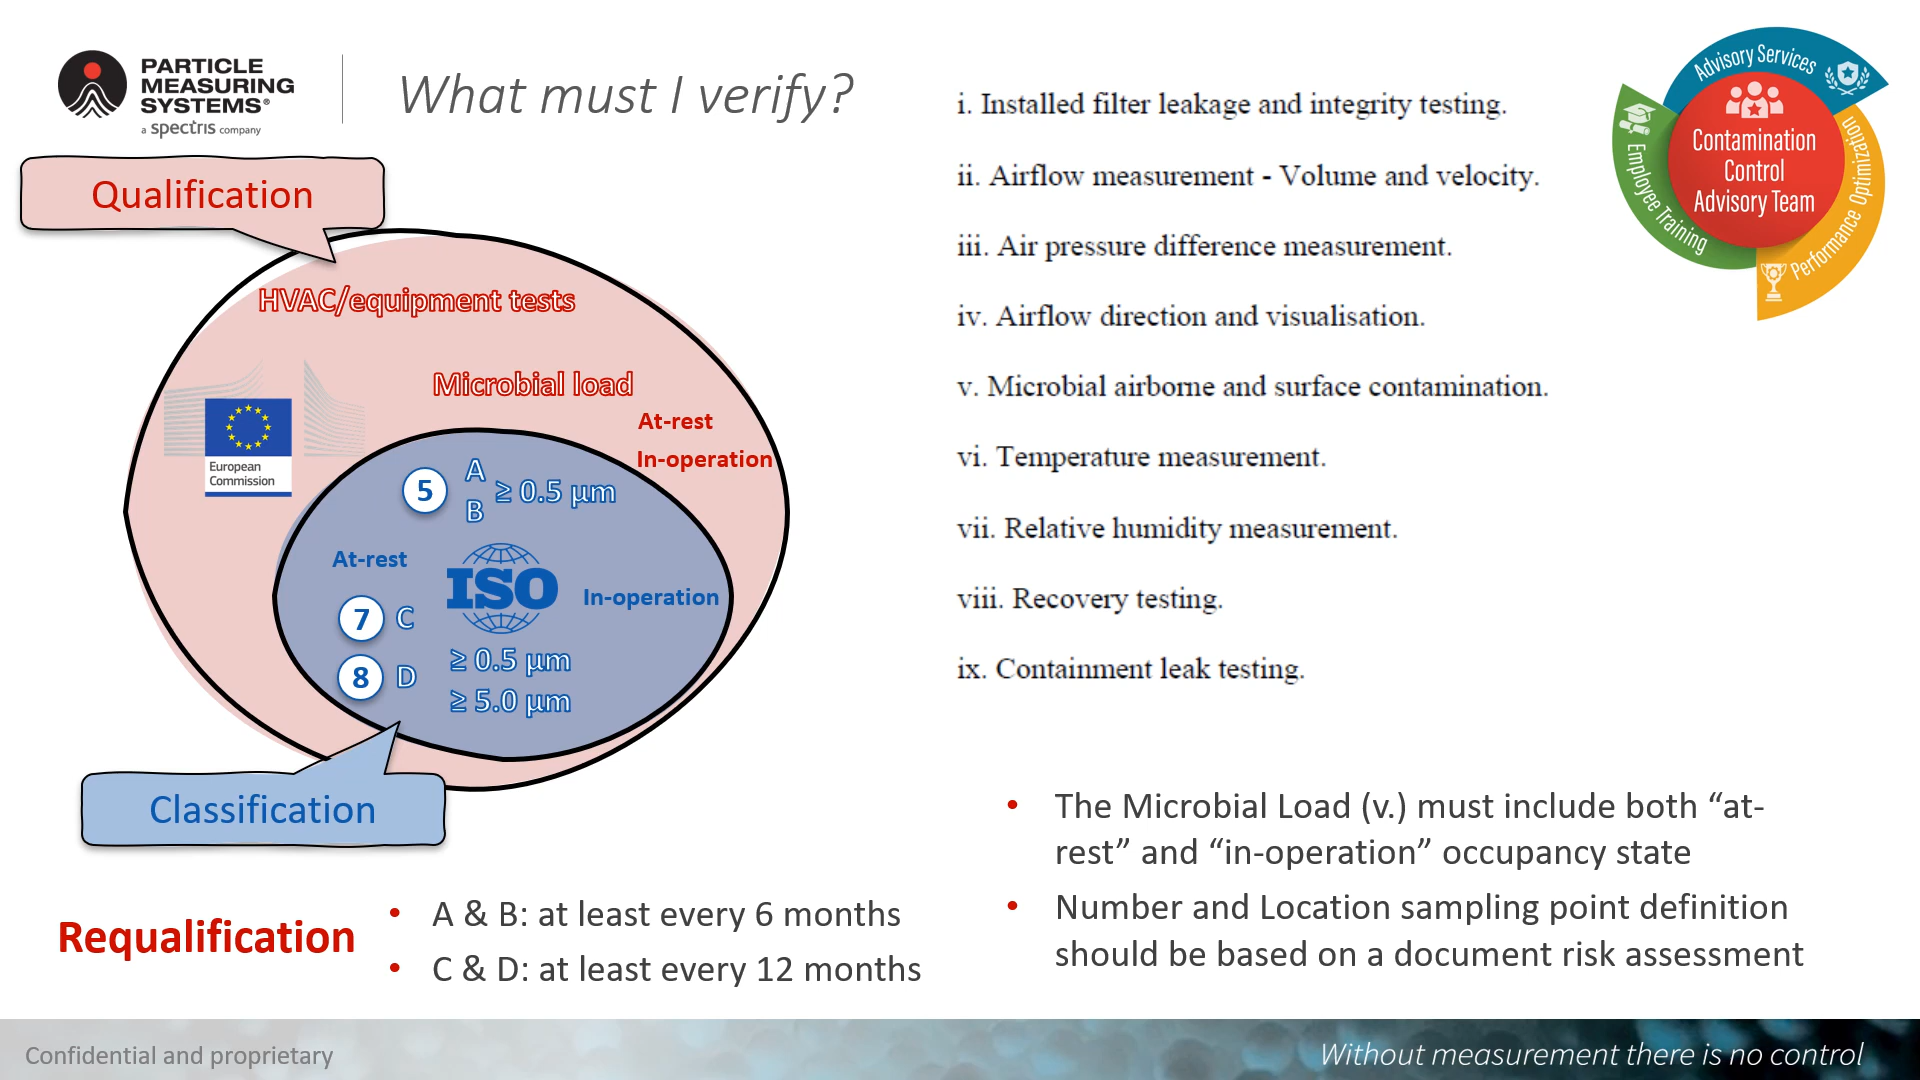 PARTICLE
MEASURING
SYSTEMS®
a spectris company
What must I verify?
Qualification
HVAC/equipment tests
Microbial load
At-rest
In-operation
European
Commission
5 A B ≥ 0.5 µm
At-rest
ISO
In-operation
7 C
8 D
≥ 0.5 µm
≥ 5.0 µm
Classification
Requalification
• A & B: at least every 6 months
• C & D: at least every 12 months
i. Installed filter leakage and integrity testing.
ii. Airflow measurement - Volume and velocity.
iii. Air pressure difference measurement.
iv. Airflow direction and visualisation.
v. Microbial airborne and surface contamination.
vi. Temperature measurement.
vii. Relative humidity measurement.
viii. Recovery testing.
ix. Containment leak testing.
Advisory Services
Employee Training
Performance Optimization
Contamination
Control
Advisory Team
• The Microbial Load (v.) must include both “at-
rest” and “in-operation” occupancy state
• Number and Location sampling point definition
should be based on a document risk assessment
Confidential and proprietary
Without measurement there is no control